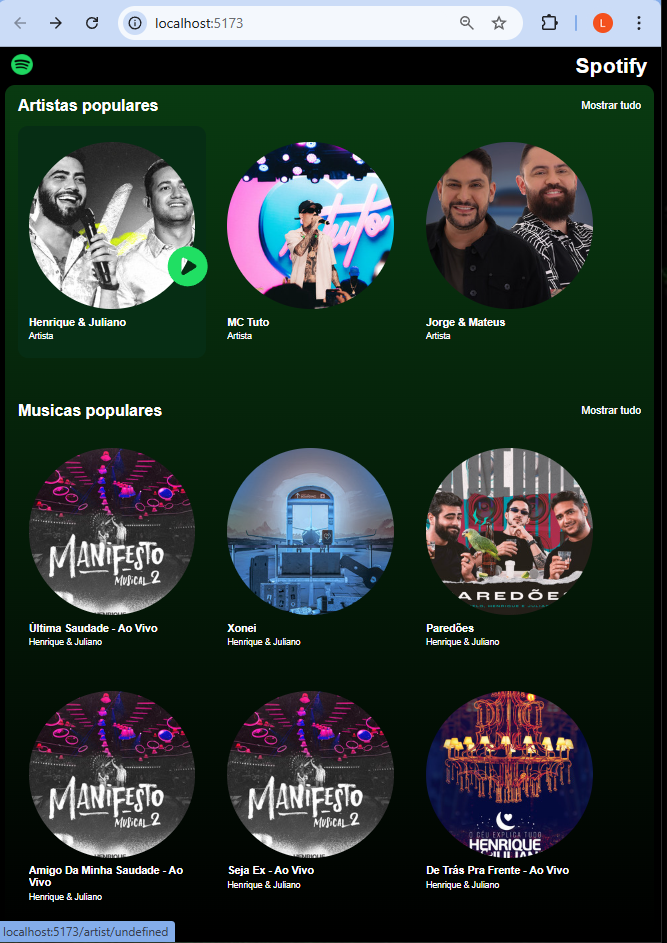 localhost:5173
L
Spotify
Artistas populares
Mostrar tudo
tuto
Henrique & Juliano
Artista
MC Tuto
Artista
Jorge & Mateus
Artista
Musicas populares
Mostrar tudo
MANIFESTO
MUSICAL 2
AREDÕE
Última Saudade - Ao Vivo
Henrique & Juliano
Xonei
Henrique & Juliano
Paredões
Henrique & Juliano
MANIFESTO
MUSICAL 2
MANIFESTO
MUSICAL 2
O CÉU EXPLICA TUDO
HENRIQUE
Amigo Da Minha Saudade - Ao
Vivo
Henrique & Juliano
Seja Ex - Ao Vivo
Henrique & Juliano
De Trás Pra Frente - Ao Vivo
Henrique & Juliano
localhost:5173/artist/undefined